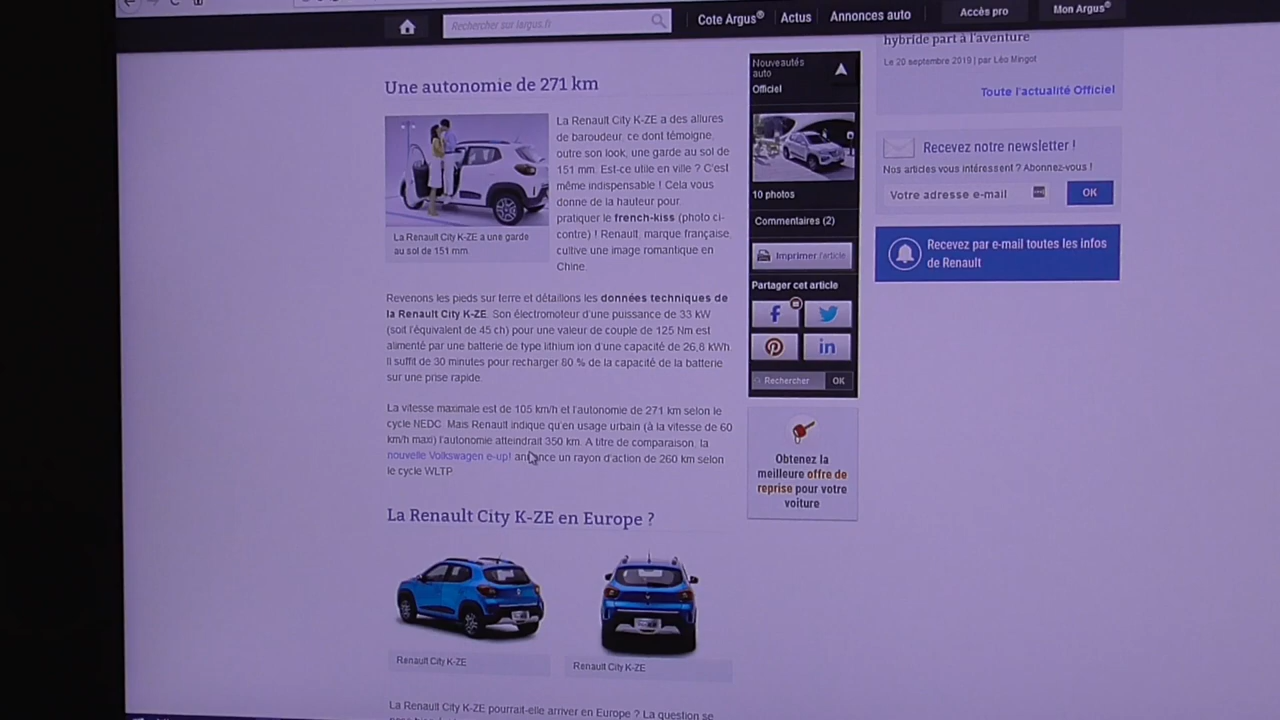 Rechercher sur largus.fr
Cote Argus®
Actus
Annonces auto
Accès pro
Mon Argus®
Une autonomie de 271 km
La Renault City K-ZE a des allures
de baroudeur, ce dont témoigne,
outre son look, une garde au sol de
151 mm. Est-ce utile en ville ? C'est
même indispensable ! Cela vous
donne de la hauteur pour
pratiquer le french-kiss (photo ci-
contre) ! Renault, marque française,
cultive une image romantique en
Chine.
La Renault City K-ZE a une garde
au sol de 151 mm.
Revenons les pieds sur terre et détaillons les données techniques de
la Renault City K-ZE. Son électromoteur d'une puissance de 33 kW
(soit l'équivalent de 45 ch) pour une valeur de couple de 125 Nm est
alimenté par une batterie de type lithium ion d'une capacité de 26,8 kWh.
Il suffit de 30 minutes pour recharger 80 % de la capacité de la batterie
sur une prise rapide.
La vitesse maximale est de 105 km/h et l'autonomie de 271 km selon le
cycle NEDC. Mais Renault indique qu'en usage urbain (à la vitesse de 60
km/h maxi) l'autonomie atteindrait 350 km. A titre de comparaison, la
nouvelle Volkswagen e-up! annonce un rayon d'action de 260 km selon
le cycle WLTP.
La Renault City K-ZE en Europe ?
Renault City K-ZE
Renault City K-ZE
La Renault City K-ZE pourrait-elle arriver en Europe ? La question se
Nouveautés
auto
Officiel
10 photos
Commentaires (2)
Imprimer l'article
Partager cet article
Rechercher
OK
Obtenez la
meilleure offre de
reprise pour votre
voiture
hybride part à l'aventure
Le 20 septembre 2019 | par Léo Mingot
Toute l'actualité Officiel
Recevez notre newsletter !
Nos articles vous intéressent ? Abonnez-vous !
Votre adresse e-mail
OK
Recevez par e-mail toutes les infos
de Renault